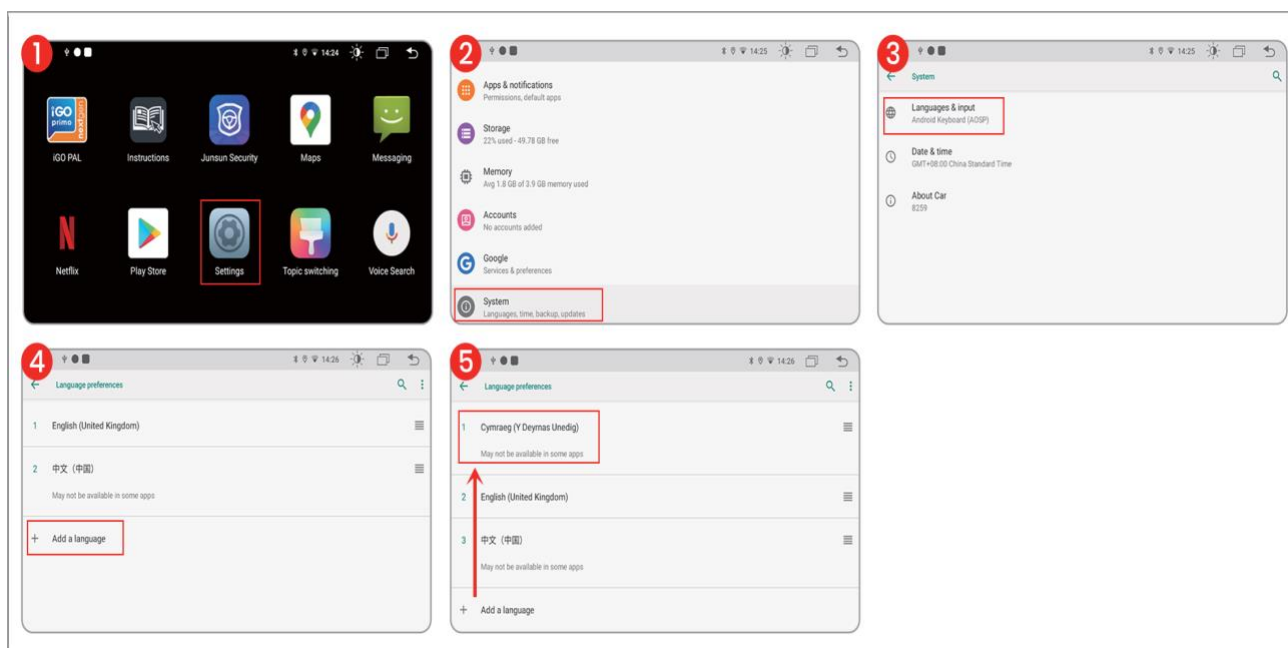 1
14:24
iGO
primo
nextgen
iGO PAL
Instructions
Junsun Security
Maps
Messaging
Netflix
Play Store
Settings
Topic switching
Voice Search
2
14:25
Apps & notifications
Permissions, default apps
Storage
22% used - 49.78 GB free
Memory
Avg 1.8 GB of 3.9 GB memory used
Accounts
No accounts added
Google
Services & preferences
System
Languages, time, backup, updates
3
14:25
System
Languages & input
Android Keyboard (AOSP)
Date & time
GMT+08:00 China Standard Time
About Car
8259
4
14:26
Language preferences
1 English (United Kingdom)
2 中文 (中国)
May not be available in some apps
+ Add a language
5
14:26
Language preferences
1 Cymraeg (Y Deyrnas Unedig)
May not be available in some apps
2 English (United Kingdom)
3 中文 (中国)
May not be available in some apps
+ Add a language